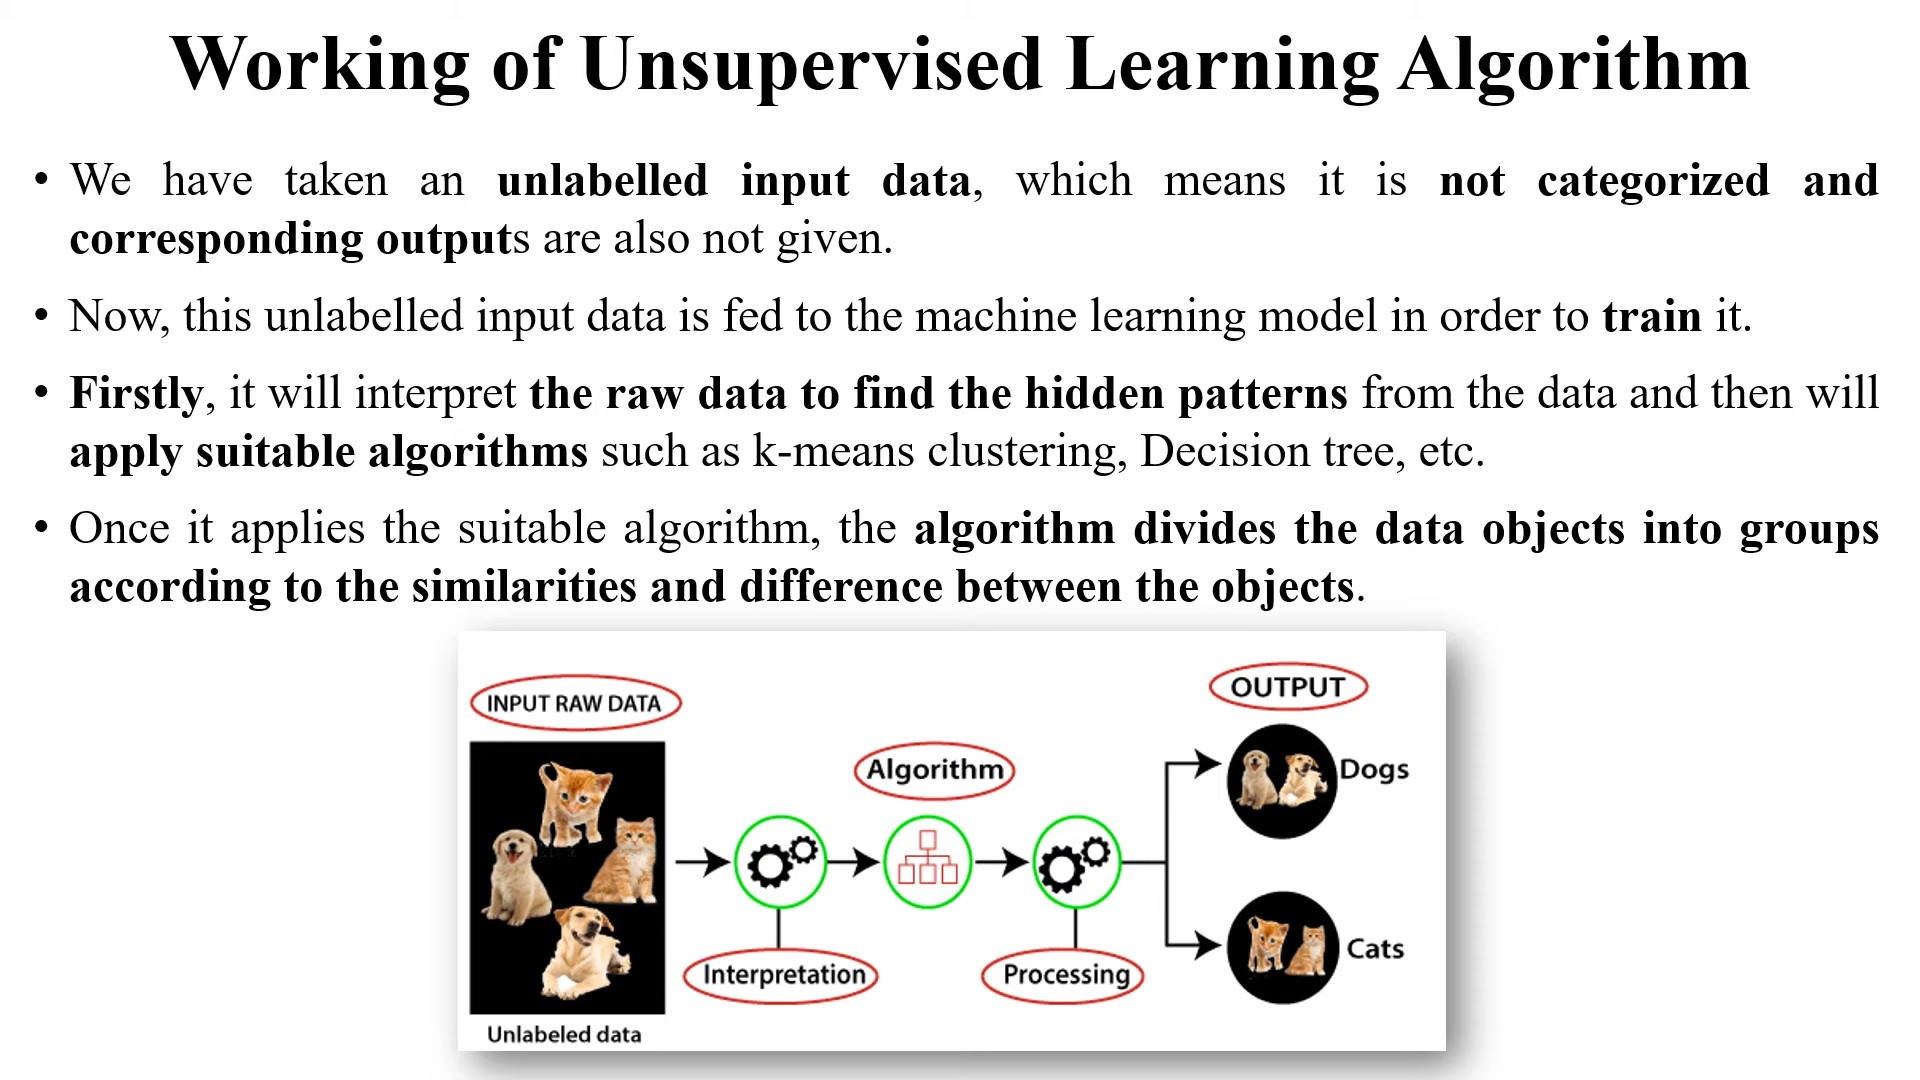 Working of Unsupervised Learning Algorithm
• We have taken an unlabelled input data, which means it is not categorized and
corresponding outputs are also not given.
• Now, this unlabelled input data is fed to the machine learning model in order to train it.
• Firstly, it will interpret the raw data to find the hidden patterns from the data and then will
apply suitable algorithms such as k-means clustering, Decision tree, etc.
• Once it applies the suitable algorithm, the algorithm divides the data objects into groups
according to the similarities and difference between the objects.
INPUT RAW DATA
OUTPUT
Algorithm
Dogs
Cats
Interpretation
Processing
Unlabeled data